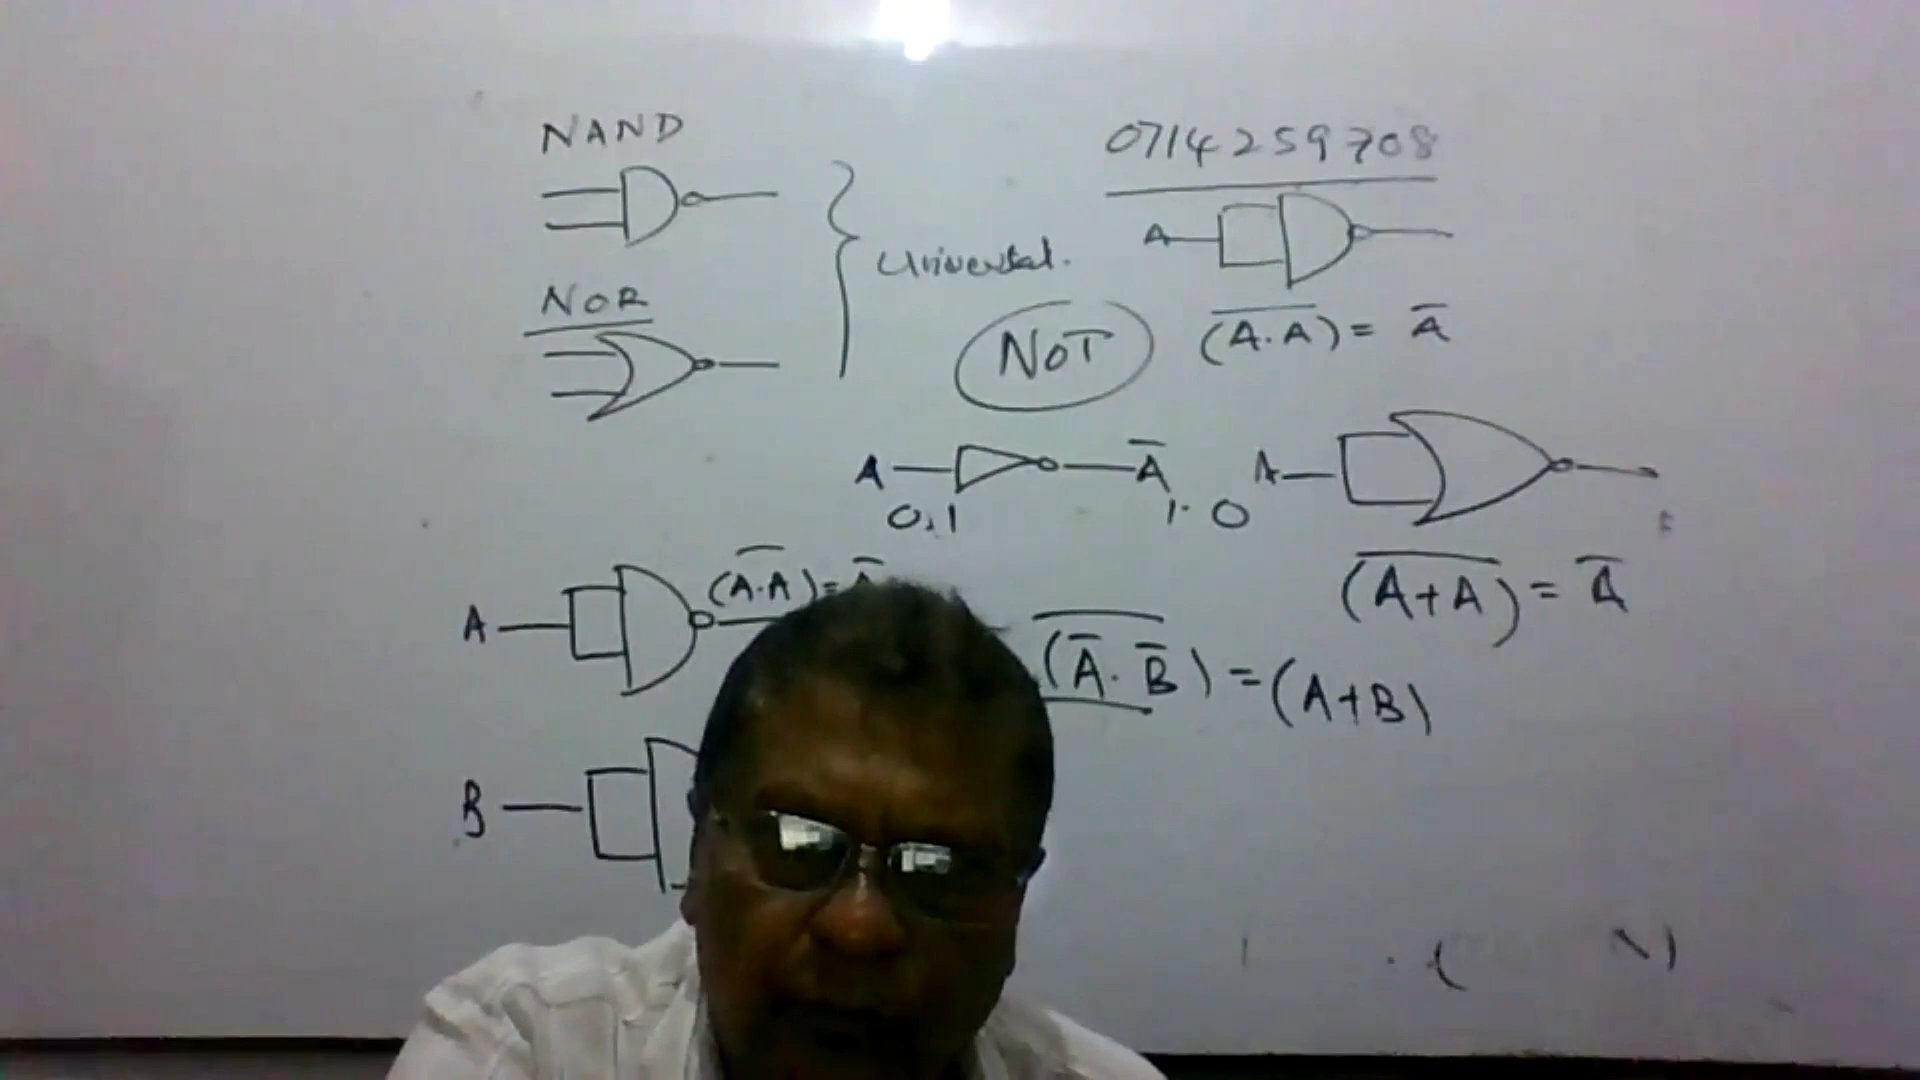 NAND
0714259708
Universal.
A
NOR
NOT
(A̅.̅A̅) = A̅
A A̅ A
0,1 1. 0
(A̅.̅A̅) =
(A̅+̅A̅) = A̅
A
(A̅.B̅)̅ = (A+B)
B